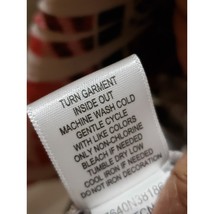 TURN GARMENT
INSIDE OUT
MACHINE WASH COLD
GENTLE CYCLE
WITH LIKE COLORS
ONLY NON-CHLORINE
BLEACH IF NEEDED
TUMBLE DRY LOW
COOL IRON IF NEEDED
DO NOT IRON DECORATION